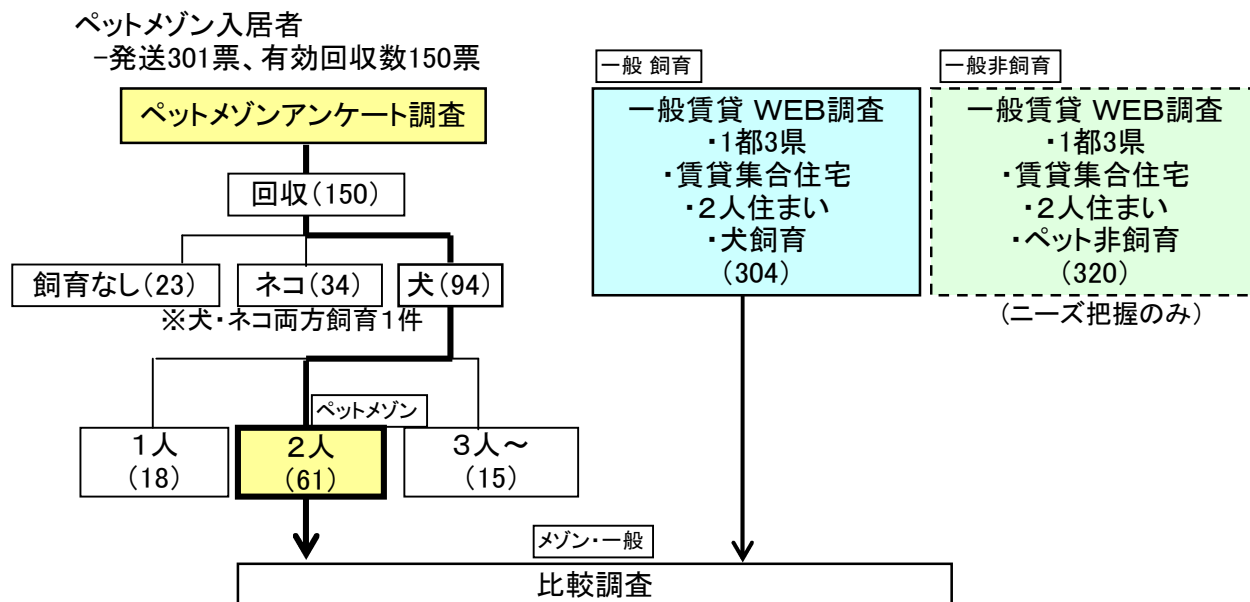 ペットメゾン入居者
-発送301票、有効回収数150票
ペットメゾンアンケート調査
回収(150)
飼育なし(23)
ネコ(34)
犬(94)
※犬・ネコ両方飼育1件
ペットメゾン
1人
(18)
2人
(61)
3人～
(15)
一般 飼育
一般賃貸 WEB調査
・1都3県
・賃貸集合住宅
・2人住まい
・犬飼育
(304)
一般非飼育
一般賃貸 WEB調査
・1都3県
・賃貸集合住宅
・2人住まい
・ペット非飼育
(320)
(ニーズ把握のみ)
メゾン・一般
比較調査